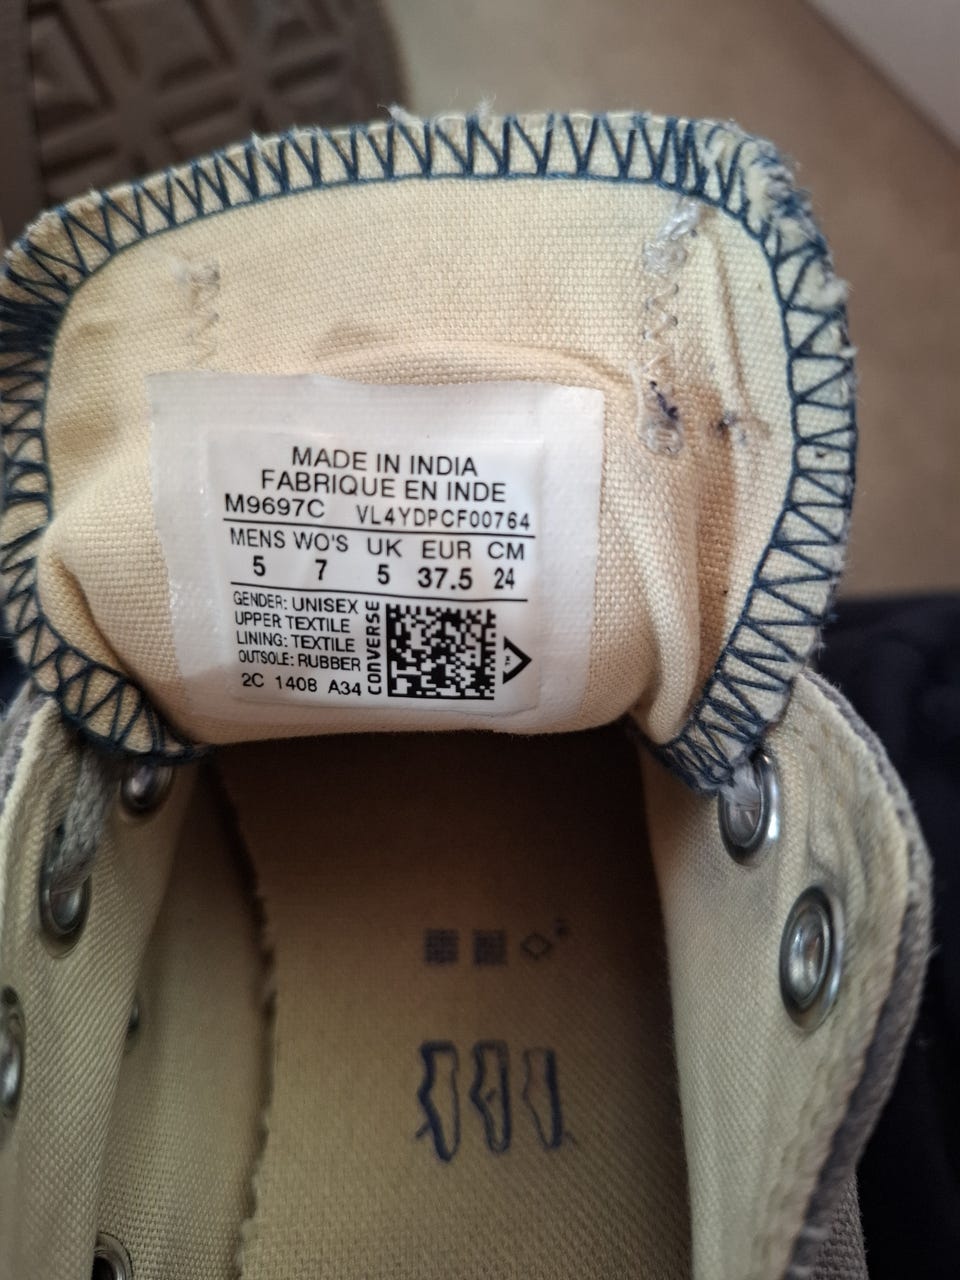 MADE IN INDIA
FABRIQUE EN INDE
M9697C VL4YDPCF00764
MENS WO'S UK EUR CM
5 7 5 37.5 24
GENDER: UNISEX
UPPER TEXTILE
LINING: TEXTILE
OUTSOLE: RUBBER
2C 1408 A34
CONVERSE
TM